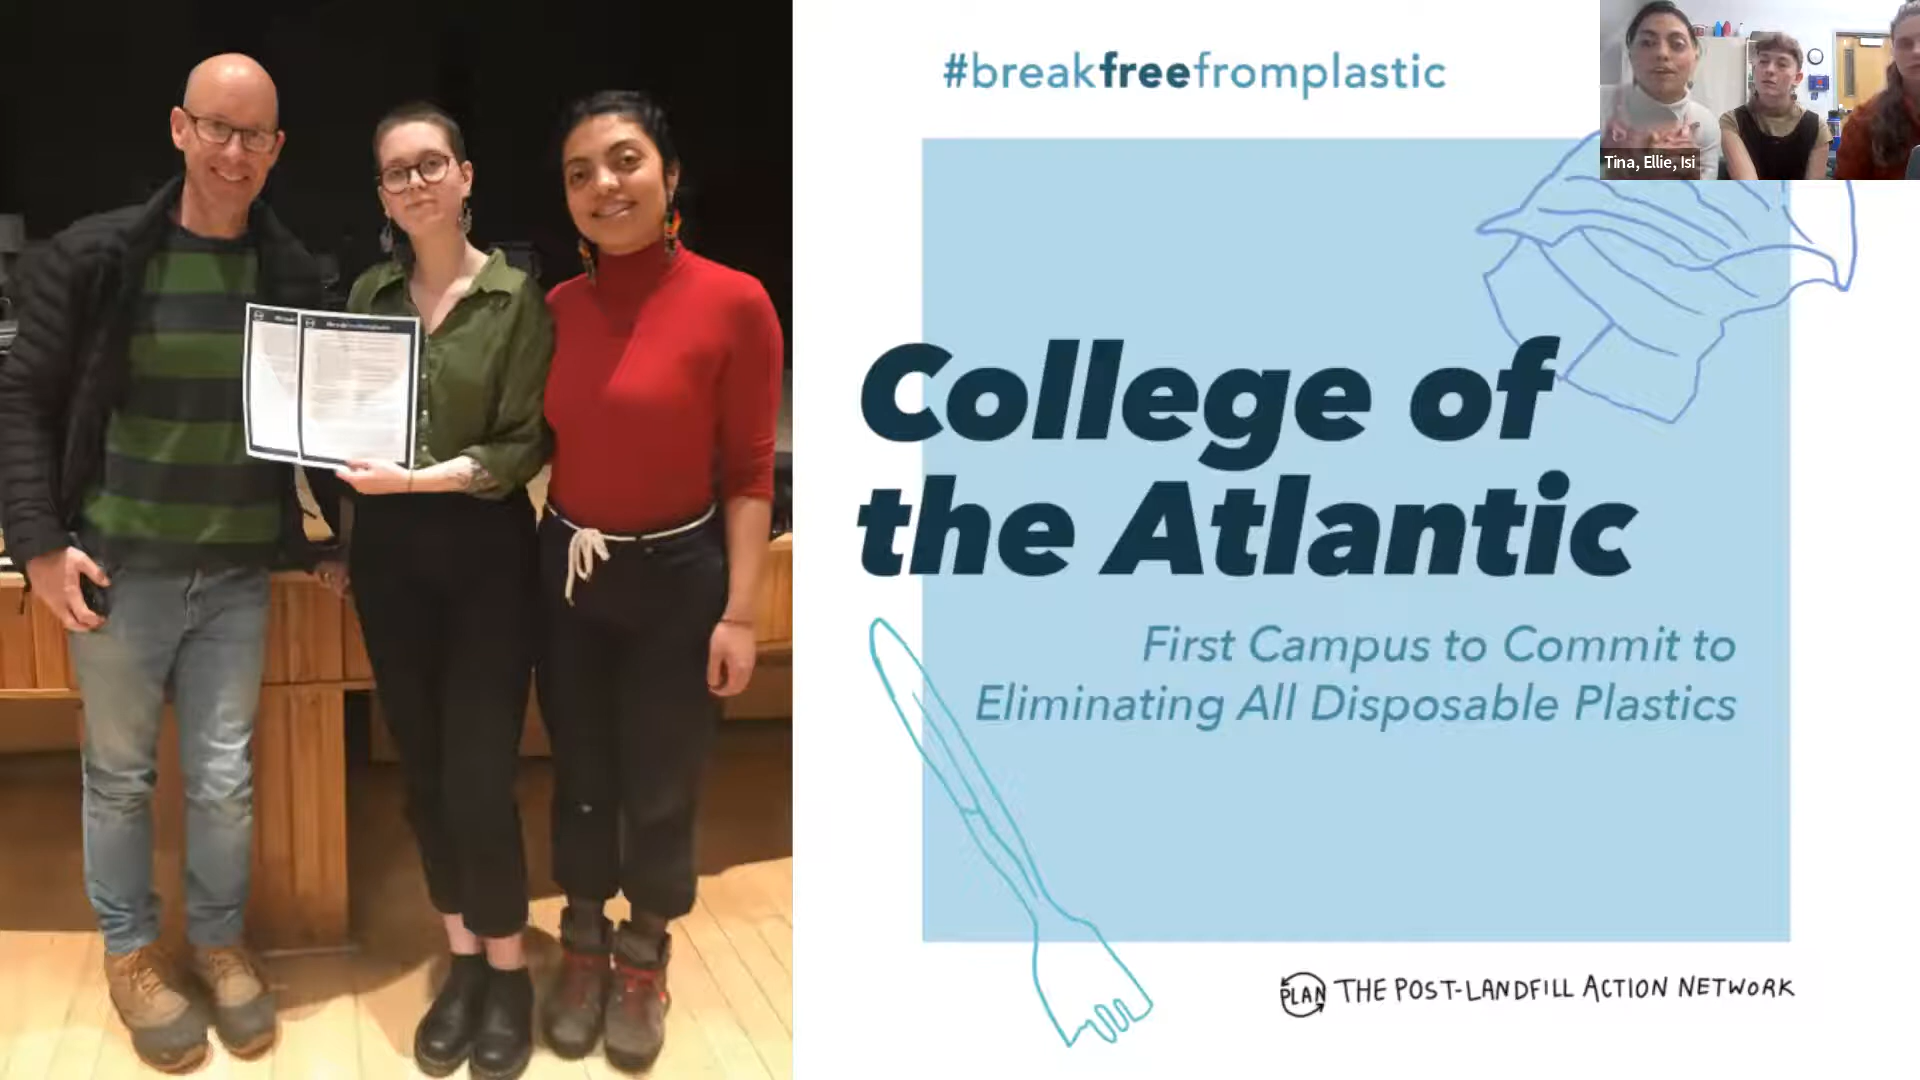 #breakfreefromplastic
Tina, Ellie, Isi
College of
the Atlantic
First Campus to Commit to
Eliminating All Disposable Plastics
PLAN THE POST-LANDFILL ACTION NETWORK